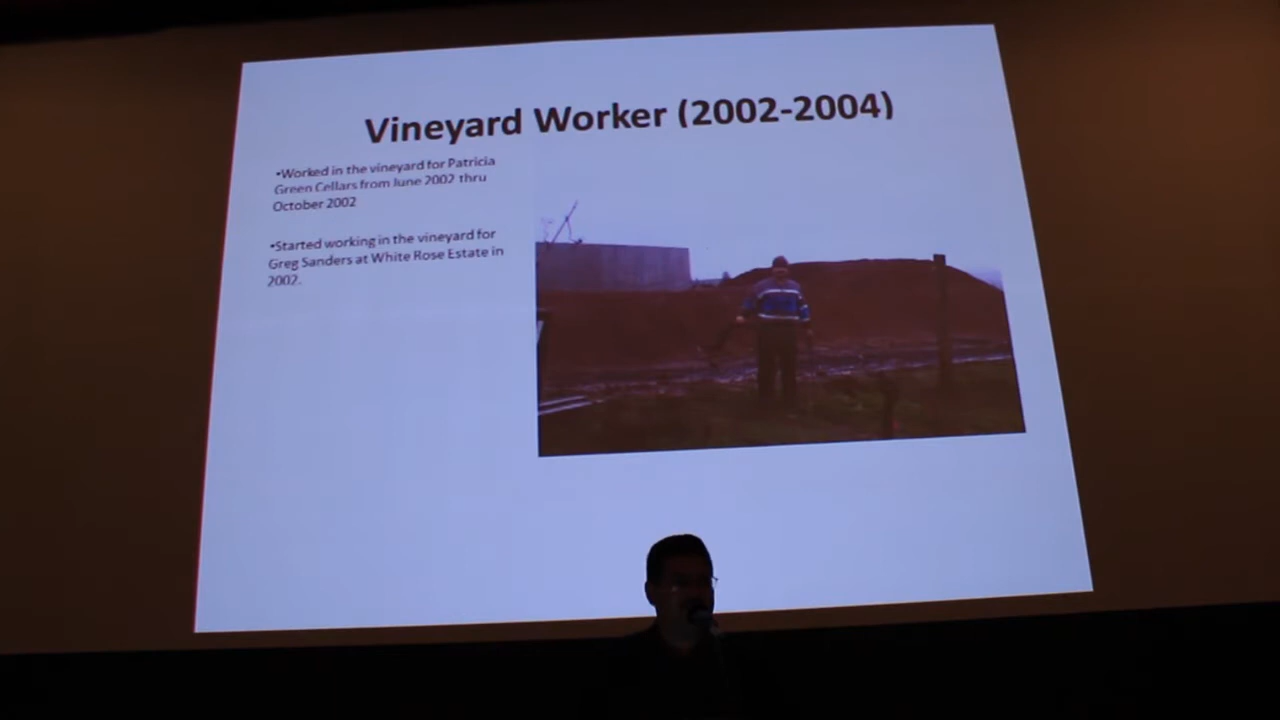 Vineyard Worker (2002-2004)
•Worked in the vineyard for Patricia
Green Cellars from June 2002 thru
October 2002
•Started working in the vineyard for
Greg Sanders at White Rose Estate in
2002.